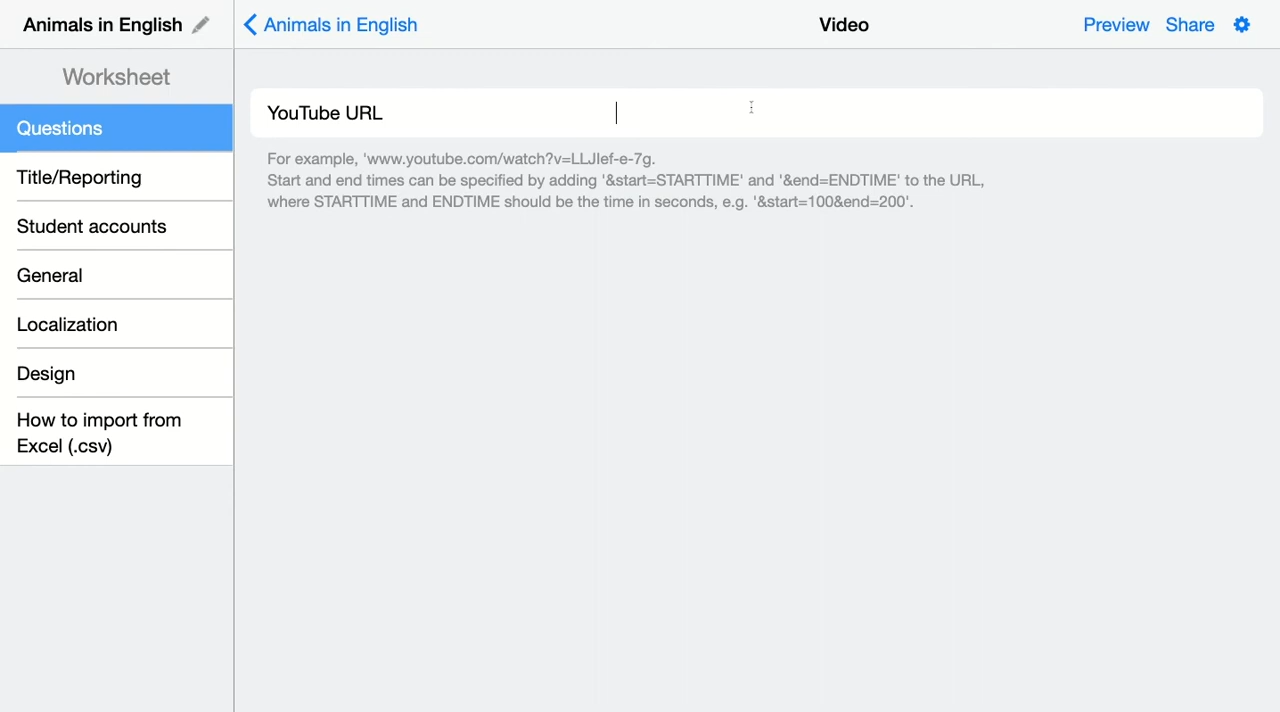 Animals in English
Animals in English
Video
Preview
Share
Worksheet
Questions
Title/Reporting
Student accounts
General
Localization
Design
How to import from
Excel (.csv)
YouTube URL
For example, 'www.youtube.com/watch?v=LLJlef-e-7g.
Start and end times can be specified by adding '&start=STARTTIME' and '&end=ENDTIME' to the URL,
where STARTTIME and ENDTIME should be the time in seconds, e.g. '&start=100&end=200'.